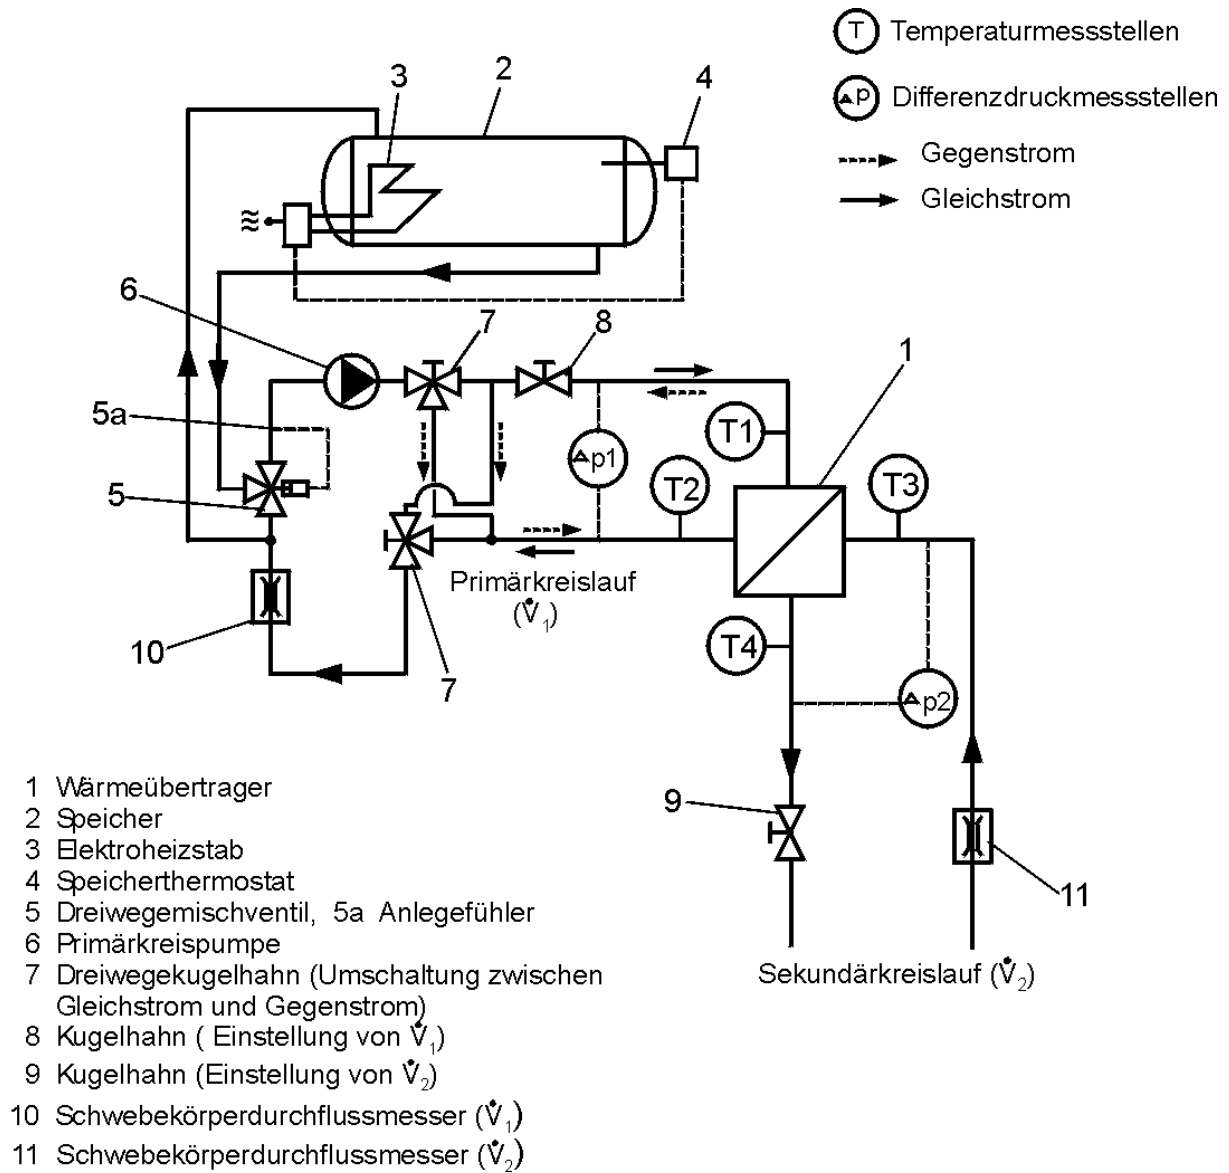 T Temperaturmessstellen
Δp Differenzdruckmessstellen
Gegenstrom
Gleichstrom
3
2
4
6
7
8
1
5a
T1
Δp1
T2
T3
5
Primärkreislauf
(V̇₁)
10
7
T4
Δp2
9
11
Sekundärkreislauf (V̇₂)
1 Wärmeübertrager
2 Speicher
3 Elektroheizstab
4 Speicherthermostat
5 Dreiwegemischventil, 5a Anlegefühler
6 Primärkreispumpe
7 Dreiwegekugelhahn (Umschaltung zwischen
Gleichstrom und Gegenstrom)
8 Kugelhahn ( Einstellung von V̇₁)
9 Kugelhahn (Einstellung von V̇₂)
10 Schwebekörperdurchflussmesser (V̇₁)
11 Schwebekörperdurchflussmesser (V̇₂)